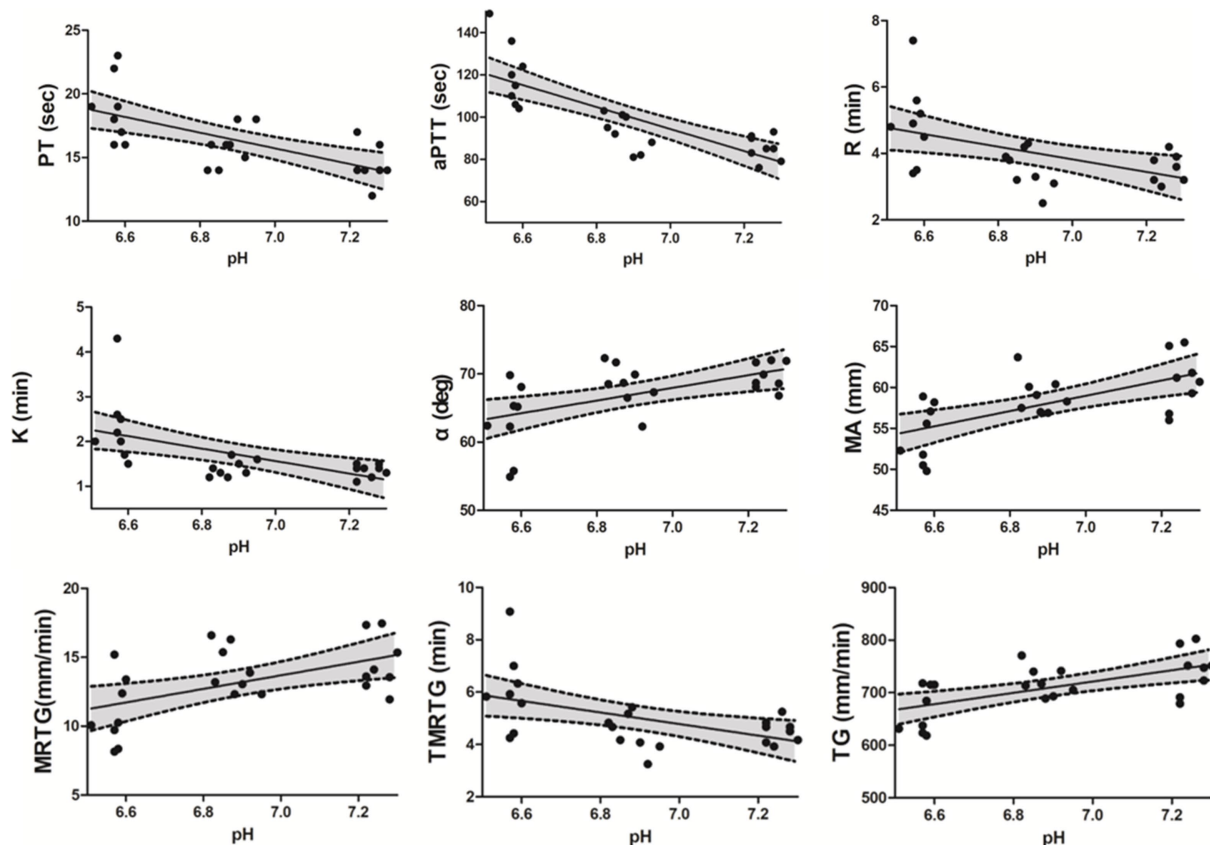 PT (sec)
25
20
15
10
6.6 6.8 7.0 7.2
pH
aPTT (sec)
140
120
100
80
60
6.6 6.8 7.0 7.2
pH
R (min)
8
6
4
2
6.6 6.8 7.0 7.2
pH
K (min)
5
4
3
2
1
6.6 6.8 7.0 7.2
pH
α (deg)
80
70
60
50
6.6 6.8 7.0 7.2
pH
MA (mm)
70
65
60
55
50
45
6.6 6.8 7.0 7.2
pH
MRTG(mm/min)
20
15
10
5
6.6 6.8 7.0 7.2
pH
TMRTG (min)
10
8
6
4
2
6.6 6.8 7.0 7.2
pH
TG (mm/min)
900
800
700
600
500
6.6 6.8 7.0 7.2
pH